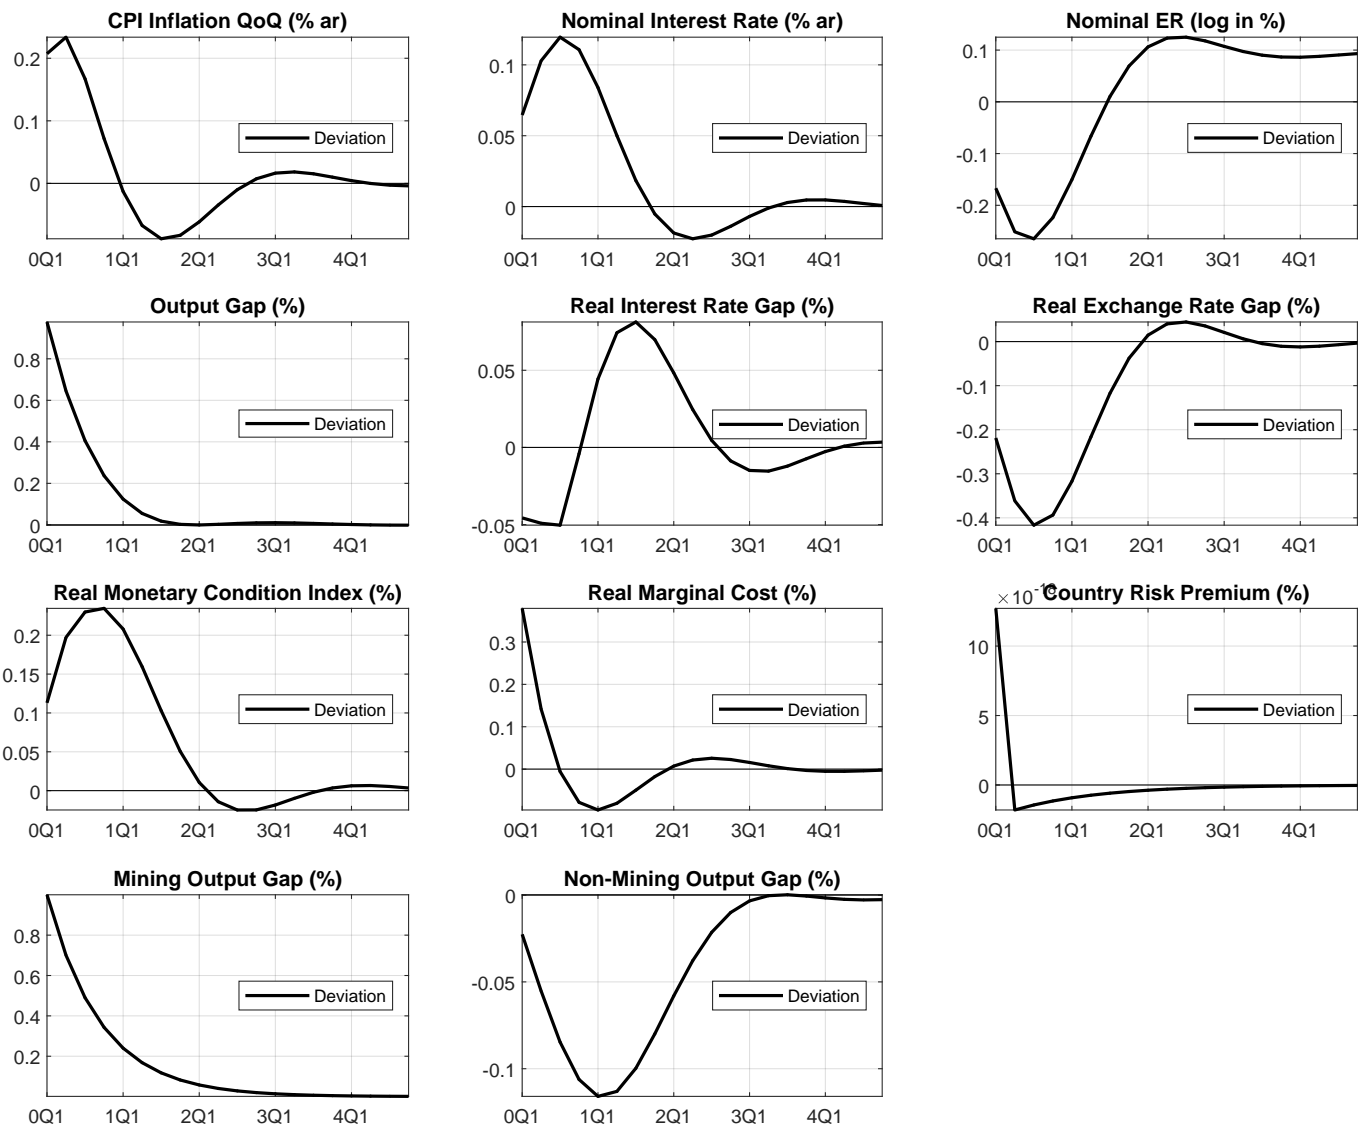 CPI Inflation QoQ (% ar)
0.2
0.1
0
Deviation
0Q1 1Q1 2Q1 3Q1 4Q1
Nominal Interest Rate (% ar)
0.1
0.05
0
Deviation
0Q1 1Q1 2Q1 3Q1 4Q1
Nominal ER (log in %)
0.1
0
-0.1
-0.2
Deviation
0Q1 1Q1 2Q1 3Q1 4Q1
Output Gap (%)
0.8
0.6
0.4
0.2
0
Deviation
0Q1 1Q1 2Q1 3Q1 4Q1
Real Interest Rate Gap (%)
0.05
0
-0.05
Deviation
0Q1 1Q1 2Q1 3Q1 4Q1
Real Exchange Rate Gap (%)
0
-0.1
-0.2
-0.3
-0.4
Deviation
0Q1 1Q1 2Q1 3Q1 4Q1
Real Monetary Condition Index (%)
0.2
0.15
0.1
0.05
0
Deviation
0Q1 1Q1 2Q1 3Q1 4Q1
Real Marginal Cost (%)
0.3
0.2
0.1
0
Deviation
0Q1 1Q1 2Q1 3Q1 4Q1
Country Risk Premium (%)
×10
10
5
0
Deviation
0Q1 1Q1 2Q1 3Q1 4Q1
Mining Output Gap (%)
0.8
0.6
0.4
0.2
Deviation
0Q1 1Q1 2Q1 3Q1 4Q1
Non-Mining Output Gap (%)
0
-0.05
-0.1
Deviation
0Q1 1Q1 2Q1 3Q1 4Q1